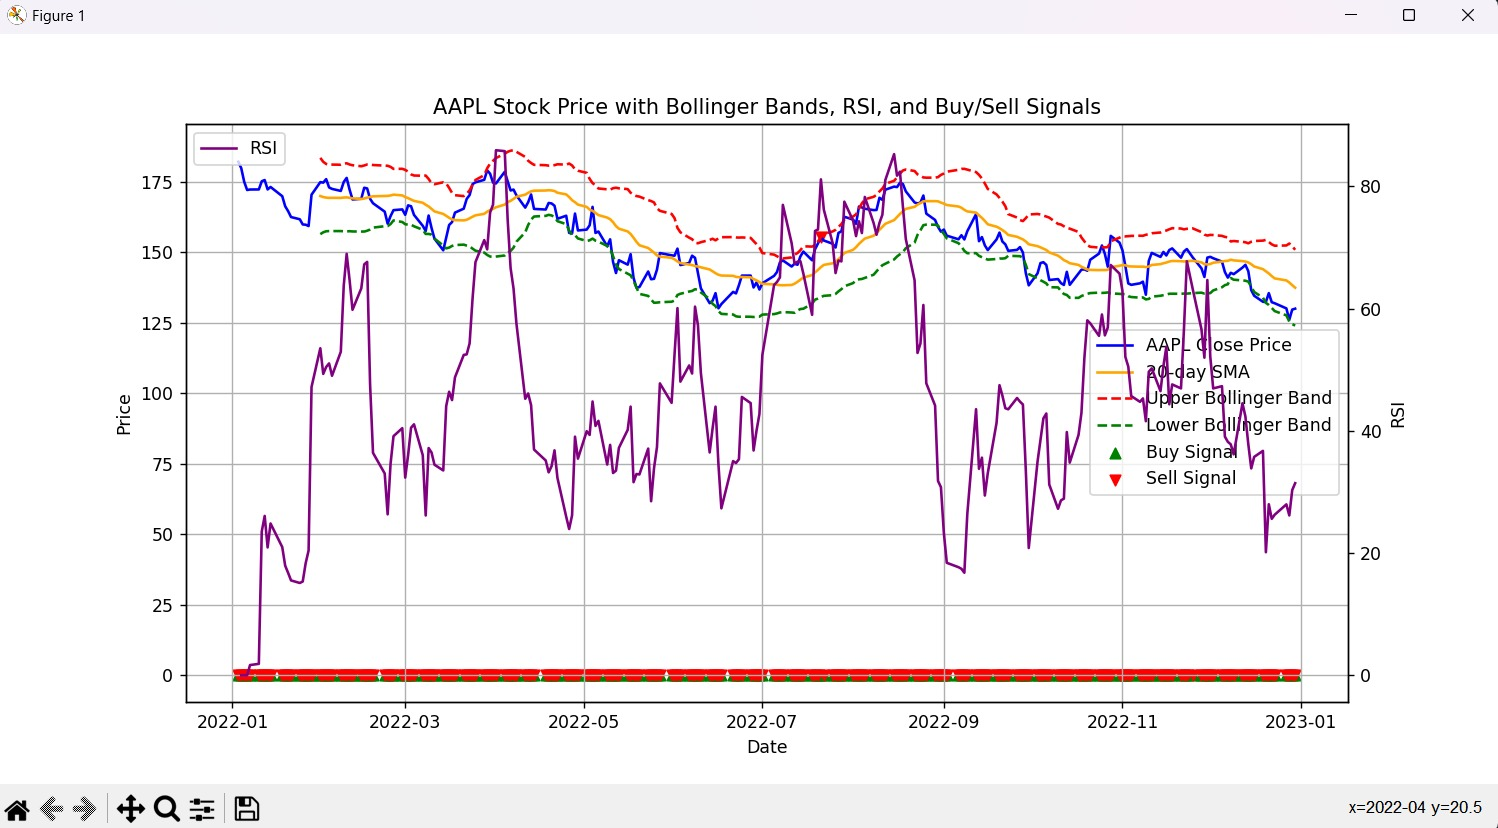 Figure 1
AAPL Stock Price with Bollinger Bands, RSI, and Buy/Sell Signals
RSI
175
150
125
100
75
50
25
0
Price
80
60
40
20
0
RSI
AAPL Close Price
20-day SMA
Upper Bollinger Band
Lower Bollinger Band
Buy Signal
Sell Signal
2022-01
2022-03
2022-05
2022-07
2022-09
2022-11
2023-01
Date
x=2022-04 y=20.5